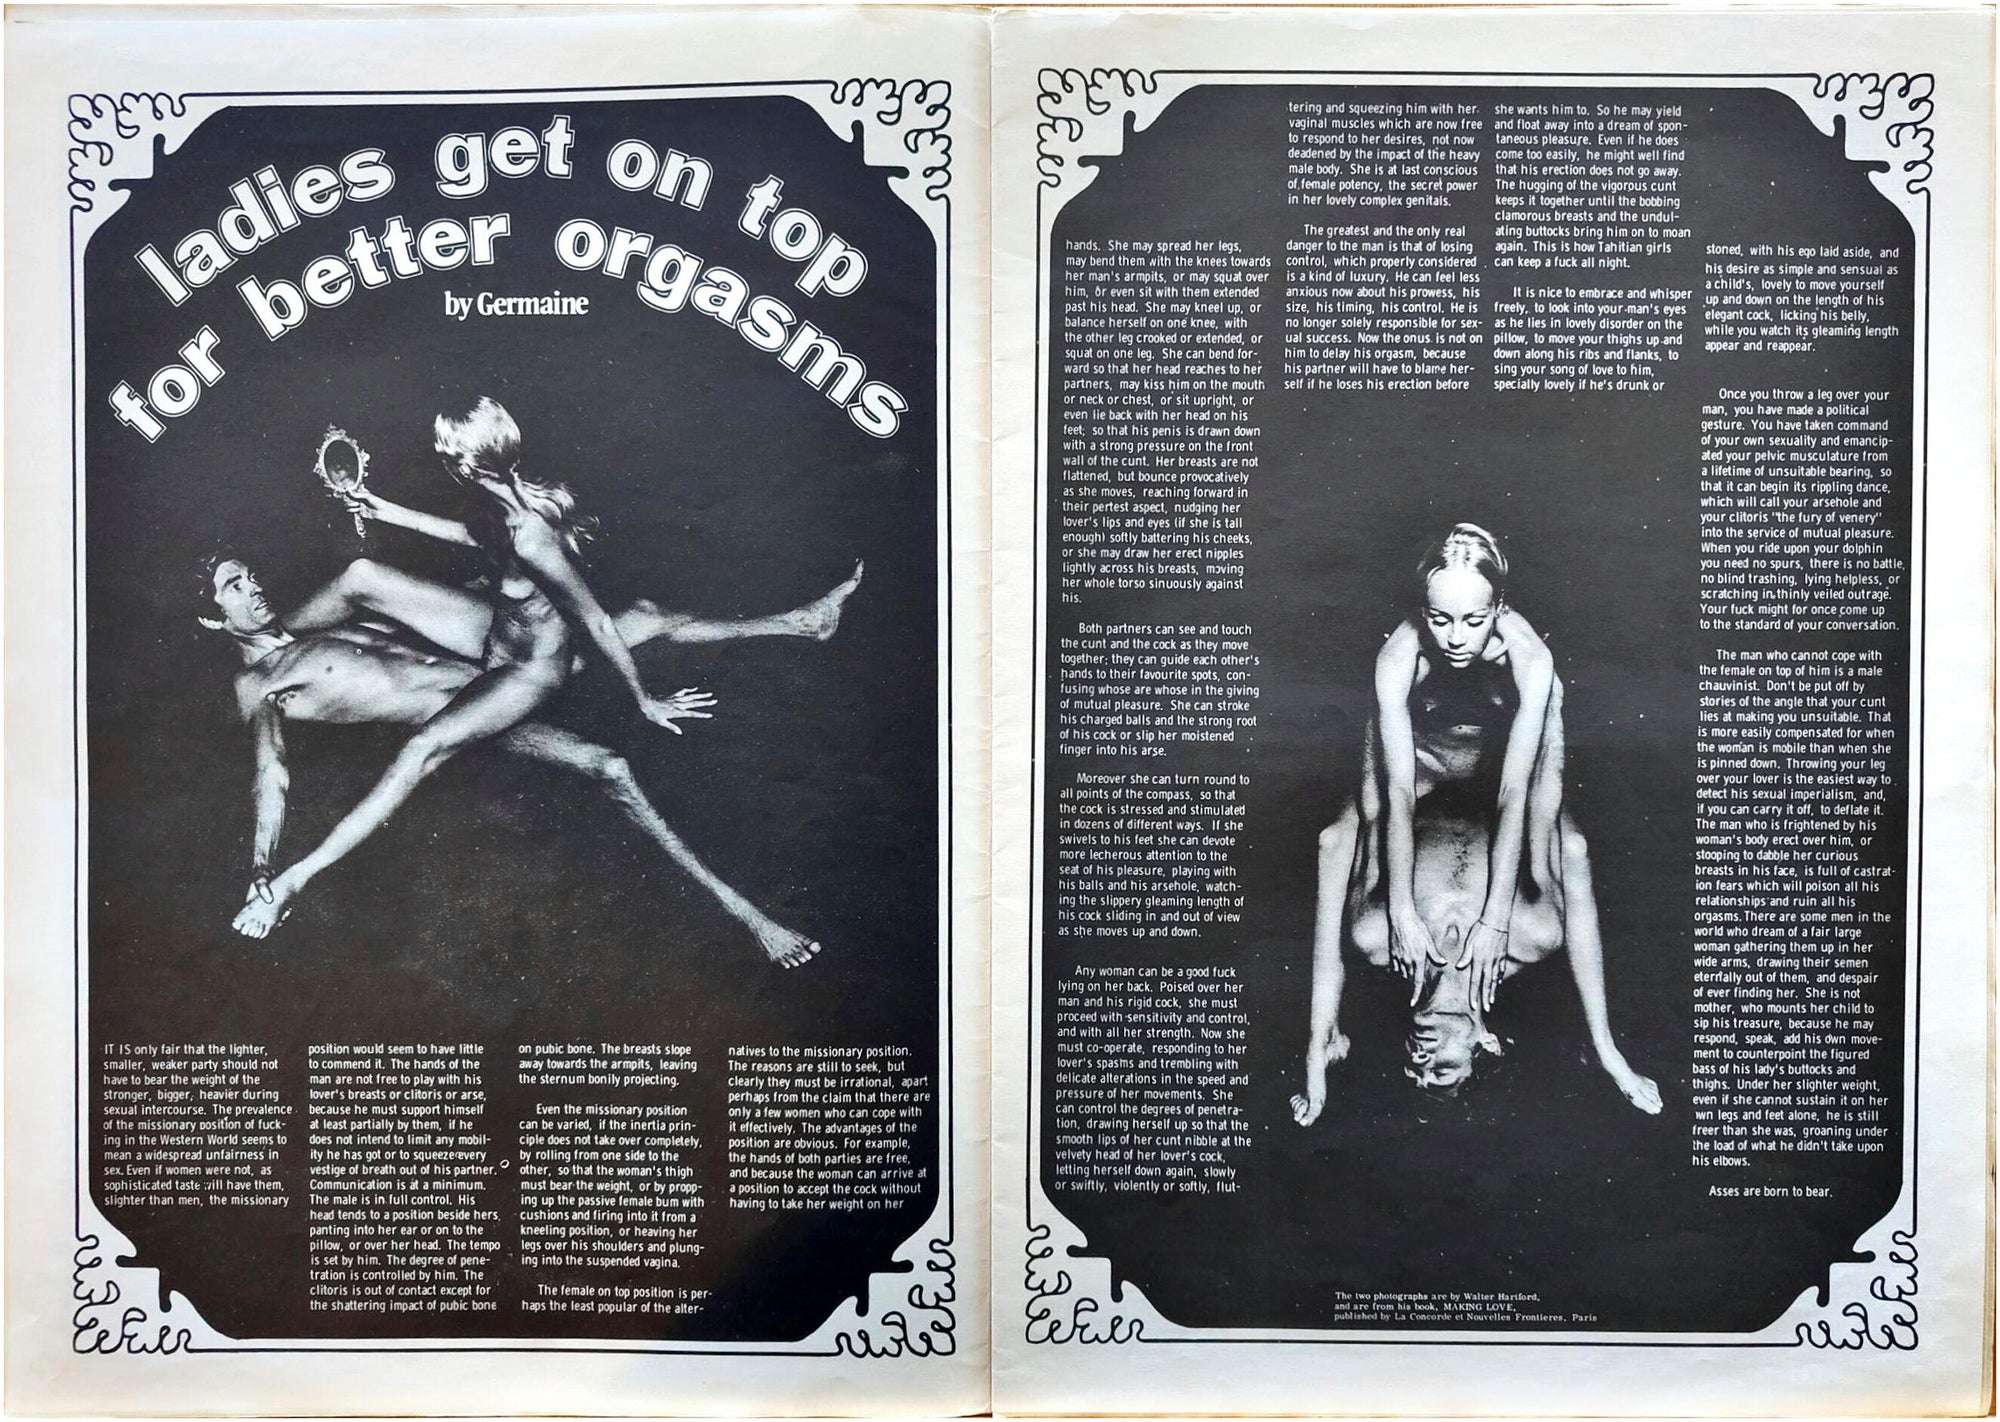 ladies get on top
for better orgasms
by Germaine
IT IS only fair that the lighter,
smaller, weaker party should not
have to bear the weight of the
stronger, bigger, heavier during
sexual intercourse. The prevalence
of the missionary position of fuck-
ing in the Western World seems to
mean a widespread unfairness in
sex. Even if women were not, as
sophisticated taste will have them,
slighter than men, the missionary
position would seem to have little
to commend it. The hands of the
man are not free to play with his
lover's breasts or clitoris or arse,
because he must support himself
at least partially by them, if he
does not intend to limit any mobil-
ity he has got or to squeeze every
vestige of breath out of his partner.
Communication is at a minimum.
The male is in full control. His
head tends to a position beside hers,
panting into her ear or on to the
pillow, or over her head. The tempo
is set by him. The degree of pene-
tration is controlled by him. The
clitoris is out of contact except for
the shattering impact of pubic bone
on pubic bone. The breasts slope
away towards the armpits, leaving
the sternum bonily projecting.
Even the missionary position
can be varied, if the inertia prin-
ciple does not take over completely,
by rolling from one side to the
other, so that the woman's thigh
must bear the weight, or by propp-
ing up the passive female bum with
cushions and firing into it from a
kneeling position, or heaving her
legs over his shoulders and plung-
ing into the suspended vagina.
The female on top position is per-
haps the least popular of the alter-
natives to the missionary position.
The reasons are still to seek, but
clearly they must be irrational, apart
perhaps from the claim that there are
only a few women who can cope with
it effectively. The advantages of the
position are obvious. For example,
the hands of both parties are free,
and because the woman can arrive at
a position to accept the cock without
having to take her weight on her
hands. She may spread her legs,
may bend them with the knees towards
her man's armpits, or may squat over
him, or even sit with them extended
past his head. She may kneel up, or
balance herself on one knee, with
the other leg crooked or extended, or
squat on one leg. She can bend for-
ward so that her head reaches to her
partners, may kiss him on the mouth
or neck or chest, or sit upright, or
even lie back with her head on his
feet; so that his penis is drawn down
with a strong pressure on the front
wall of the cunt. Her breasts are not
flattened, but bounce provocatively
as she moves, reaching forward in
their pertest aspect, nudging her
lover's lips and eyes (if she is tall
enough) softly battering his cheeks,
or she may draw her erect nipples
lightly across his breasts, moving
her whole torso sinuously against
his.
Both partners can see and touch
the cunt and the cock as they move
together; they can guide each other's
hands to their favourite spots, con-
fusing whose are whose in the giving
of mutual pleasure. She can stroke
his charged balls and the strong root
of his cock or slip her moistened
finger into his arse.
Moreover she can turn round to
all points of the compass, so that
the cock is stressed and stimulated
in dozens of different ways. If she
swivels to his feet she can devote
more lecherous attention to the
seat of his pleasure, playing with
his balls and his arsehole, watch-
ing the slippery gleaming length of
his cock sliding in and out of view
as she moves up and down.
Any woman can be a good fuck
lying on her back. Poised over her
man and his rigid cock, she must
proceed with sensitivity and control,
and with all her strength. Now she
must co-operate, responding to her
lover's spasms and trembling with
delicate alterations in the speed and
pressure of her movements. She
can control the degrees of penetra-
tion, drawing herself up so that the
smooth lips of her cunt nibble at the
velvety head of her lover's cock,
letting herself down again, slowly
or swiftly, violently or softly, flut-
tering and squeezing him with her
vaginal muscles which are now free
to respond to her desires, not now
deadened by the impact of the heavy
male body. She is at last conscious
of female potency, the secret power
in her lovely complex genitals.
The greatest and the only real
danger to the man is that of losing
control, which properly considered
is a kind of luxury. He can feel less
anxious now about his prowess, his
size, his timing, his control. He is
no longer solely responsible for sex-
ual success. Now the onus is not on
him to delay his orgasm, because
his partner will have to blame her-
self if he loses his erection before
she wants him to. So he may yield
and float away into a dream of spon-
taneous pleasure. Even if he does
come too easily, he might well find
that his erection does not go away.
The hugging of the vigorous cunt
keeps it together until the bobbing
clamorous breasts and the undul-
ating buttocks bring him on to moan
again. This is how Tahitian girls
can keep a fuck all night.
It is nice to embrace and whisper
freely, to look into your man's eyes
as he lies in lovely disorder on the
pillow, to move your thighs up and
down along his ribs and flanks, to
sing your song of love to him,
specially lovely if he's drunk or
stoned, with his ego laid aside, and
his desire as simple and sensual as
a child's, lovely to move yourself
up and down on the length of his
elegant cock, licking his belly,
while you watch its gleaming length
appear and reappear.
Once you throw a leg over your
man, you have made a political
gesture. You have taken command
of your own sexuality and emancip-
ated your pelvic musculature from
a lifetime of unsuitable bearing, so
that it can begin its rippling dance,
which will call your arsehole and
your clitoris "the fury of venery"
into the service of mutual pleasure.
When you ride upon your dolphin
you need no spurs, there is no battle,
no blind trashing, lying helpless, or
scratching in thinly veiled outrage.
Your fuck might for once come up
to the standard of your conversation.
The man who cannot cope with
the female on top of him is a male
chauvinist. Don't be put off by
stories of the angle that your cunt
lies at making you unsuitable. That
is more easily compensated for when
the woman is mobile than when she
is pinned down. Throwing your leg
over your lover is the easiest way to
detect his sexual imperialism, and,
if you can carry it off, to deflate it.
The man who is frightened by his
woman's body erect over him, or
stooping to dabble her curious
breasts in his face, is full of castrat-
ion fears which will poison all his
relationships and ruin all his
orgasms. There are some men in the
world who dream of a fair large
woman gathering them up in her
wide arms, drawing their semen
eternally out of them, and despair
of ever finding her. She is not
mother, who mounts her child to
sip his treasure, because he may
respond, speak, add his own move-
ment to counterpoint the figured
bass of his lady's buttocks and
thighs. Under her slighter weight,
even if she cannot sustain it on her
own legs and feet alone, he is still
freer than she was, groaning under
the load of what he didn't take upon
his elbows.
Asses are born to bear.
The two photographs are by Walter Hartford,
and are from his book, MAKING LOVE,
published by La Concorde et Nouvelles Frontieres, Paris